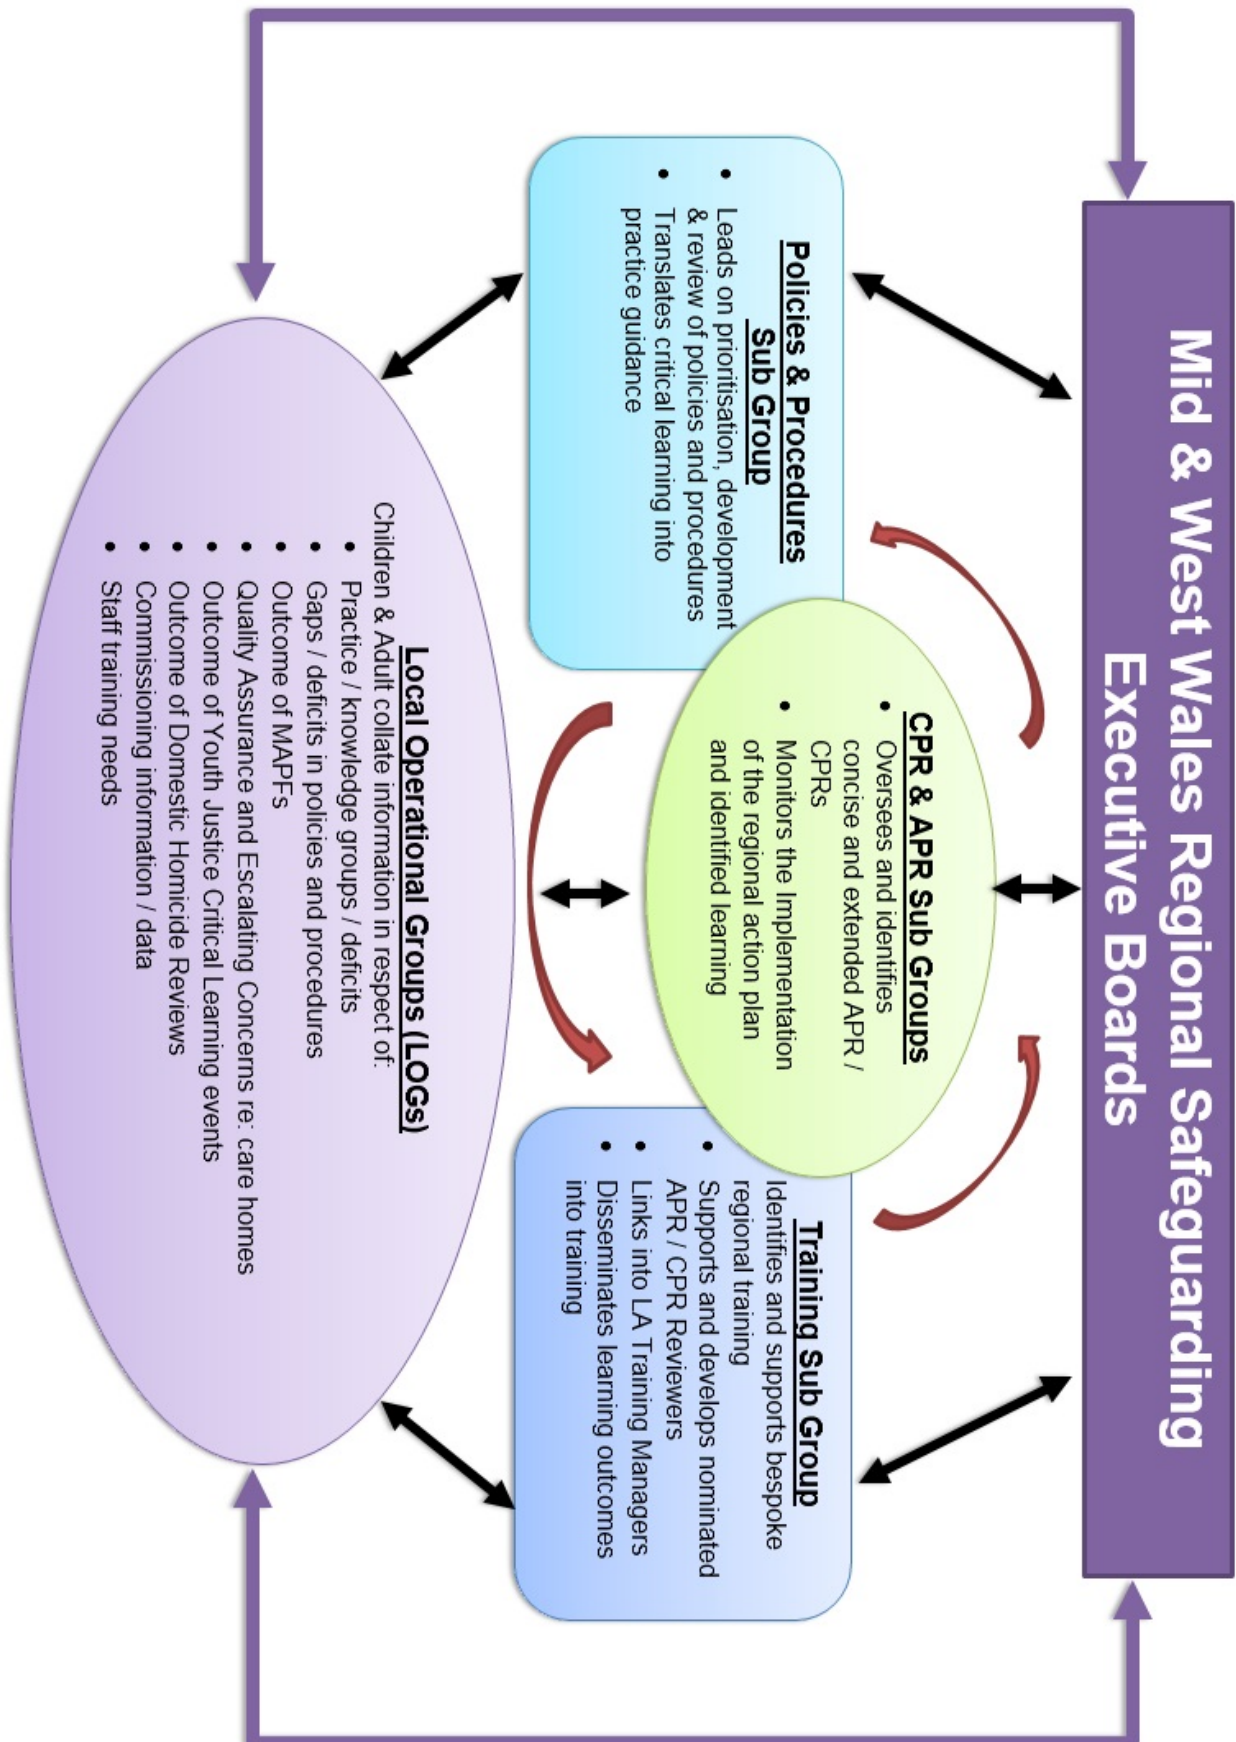 Mid & West Wales Regional Safeguarding
Executive Boards
Policies & Procedures
Sub Group
• Leads on prioritisation, development
& review of policies and procedures
• Translates critical learning into
practice guidance
CPR & APR Sub Groups
• Oversees and identifies
concise and extended APR /
CPRs
• Monitors the Implementation
of the regional action plan
and identified learning
Training Sub Group
Identifies and supports bespoke
regional training
• Supports and develops nominated
APR / CPR Reviewers
• Links into LA Training Managers
• Disseminates learning outcomes
into training
Local Operational Groups (LOGs)
Children & Adult collate information in respect of:
• Practice / knowledge groups / deficits
• Gaps / deficits in policies and procedures
• Outcome of MAPFs
• Quality Assurance and Escalating Concerns re: care homes
• Outcome of Youth Justice Critical Learning events
• Outcome of Domestic Homicide Reviews
• Commissioning information / data
• Staff training needs